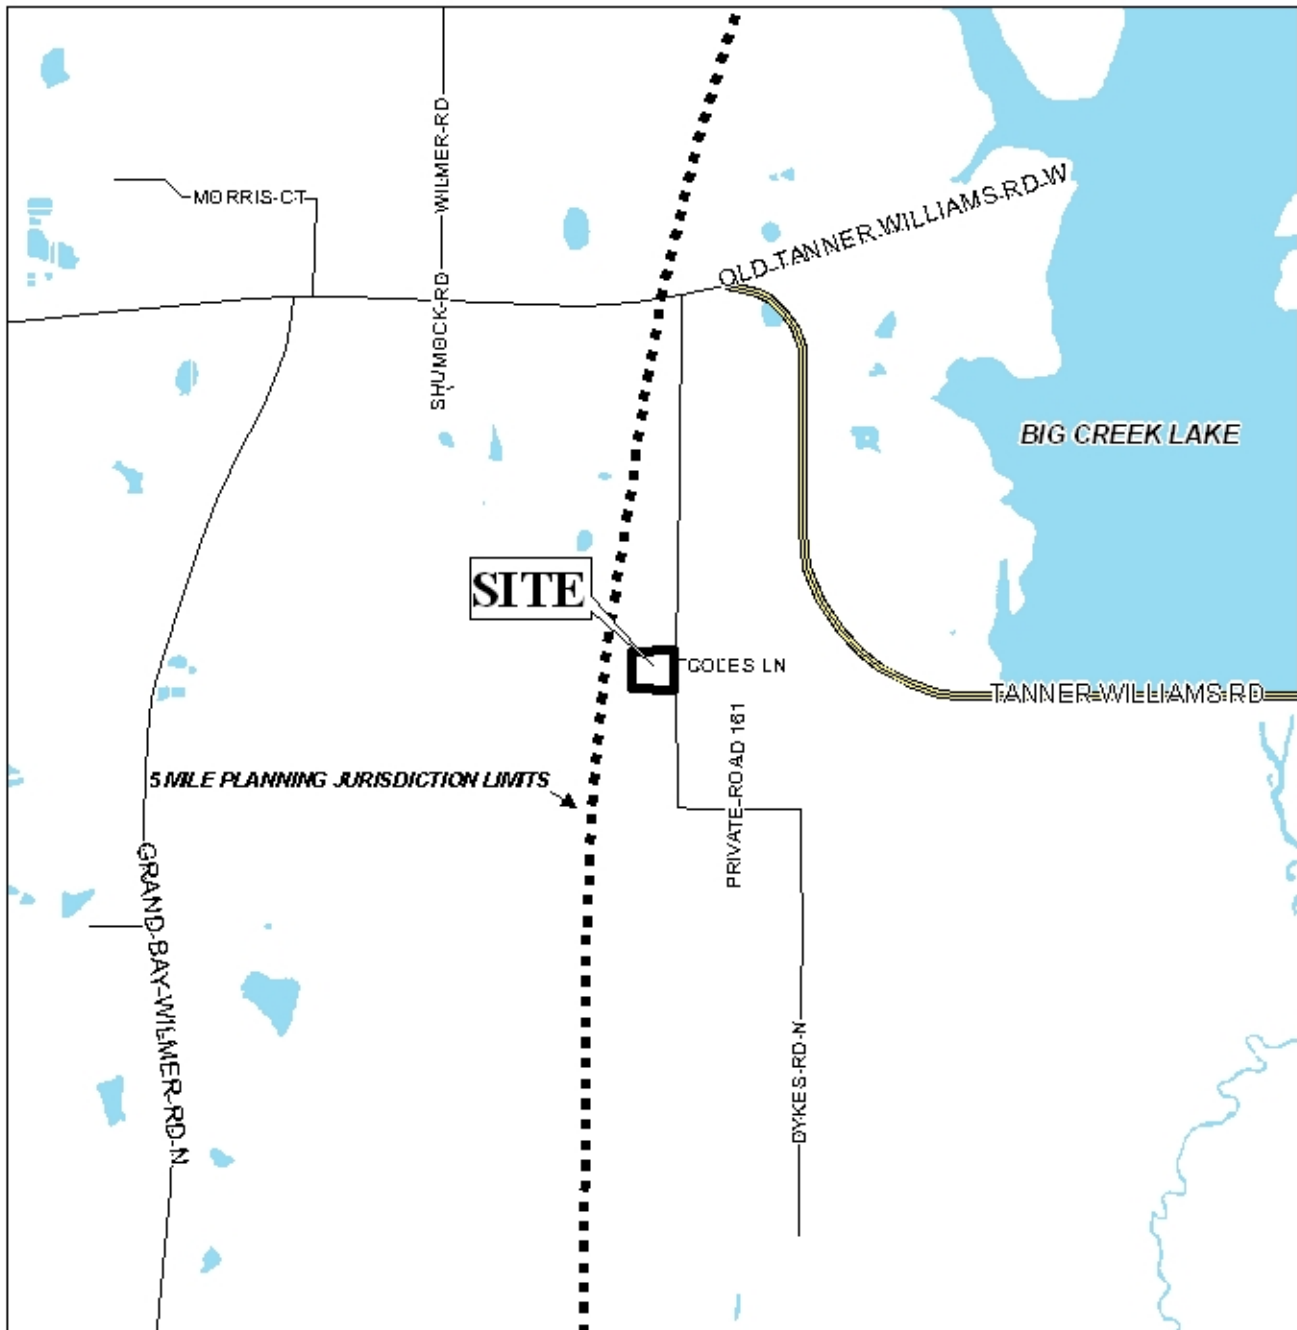 WILMER-RD
MORRIS-CT
OLD-TANNER-WILLIAMS-RD-W
SHUMOCK-RD
BIG CREEK LAKE
SITE
COLES LN
TANNER-WILLIAMS-RD
PRIVATE-ROAD 161
5 MILE PLANNING JURISDICTION LIMITS
GRAND-BAY-WILMER-RD-N
DYKES-RD-N